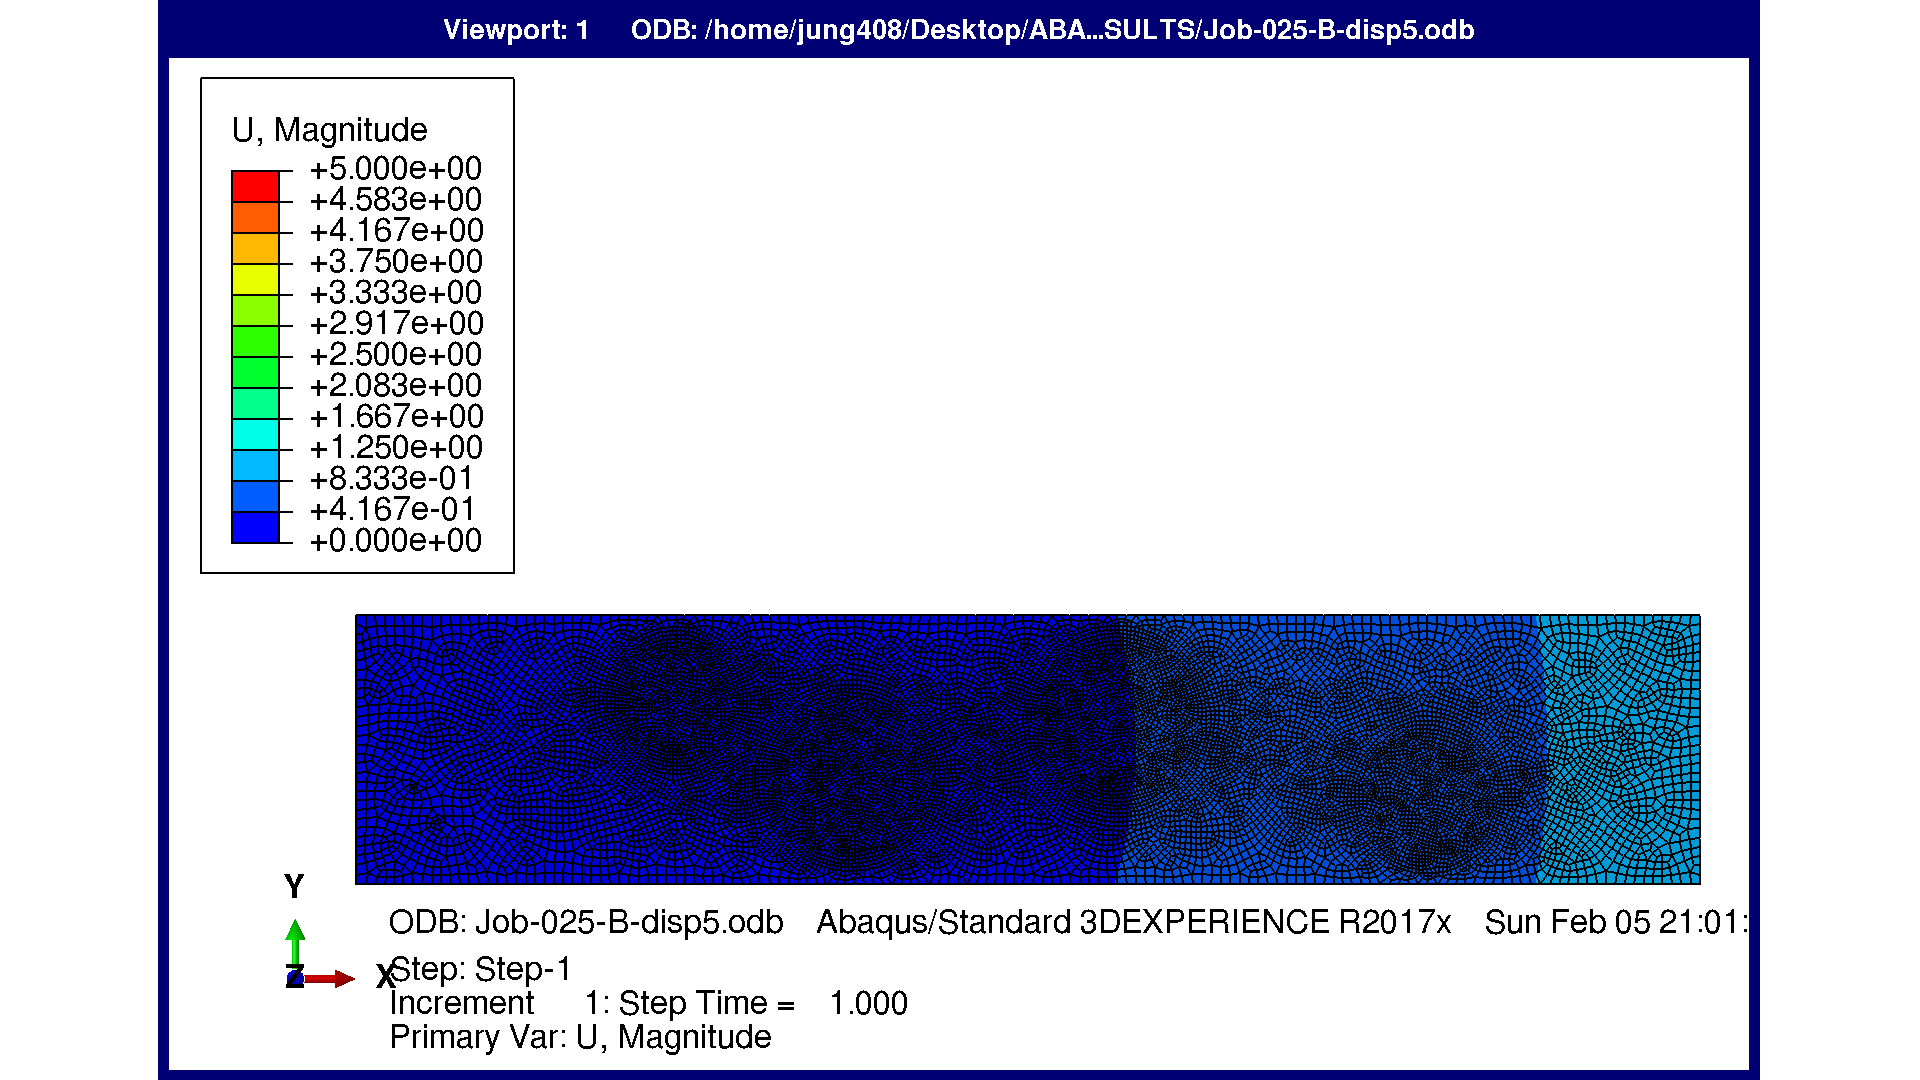 Viewport: 1 ODB: /home/jung408/Desktop/ABA...SULTS/Job-025-B-disp5.odb
U, Magnitude
+5.000e+00
+4.583e+00
+4.167e+00
+3.750e+00
+3.333e+00
+2.917e+00
+2.500e+00
+2.083e+00
+1.667e+00
+1.250e+00
+8.333e-01
+4.167e-01
+0.000e+00
Y
Z
X
ODB: Job-025-B-disp5.odb Abaqus/Standard 3DEXPERIENCE R2017x Sun Feb 05 21:01:
Step: Step-1
Increment 1: Step Time = 1.000
Primary Var: U, Magnitude